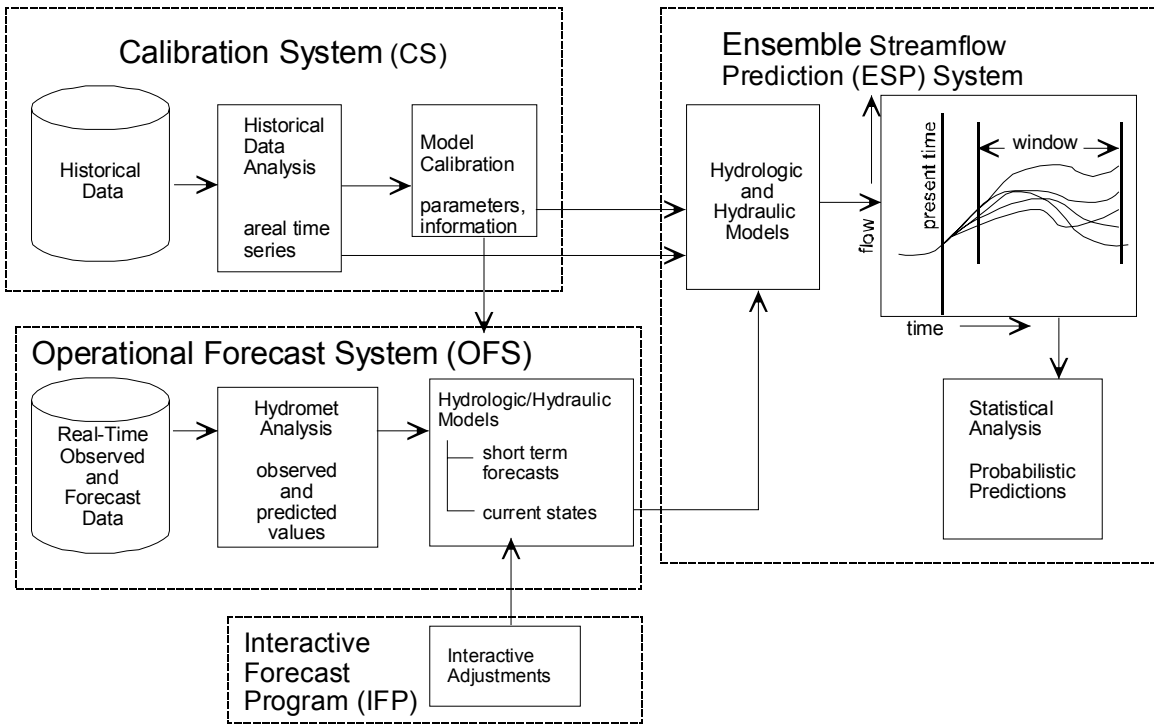 Calibration System (CS)
Historical
Data
Historical
Data
Analysis
areal time
series
Model
Calibration
parameters,
information
Ensemble Streamflow
Prediction (ESP) System
Hydrologic
and
Hydraulic
Models
flow
present time
window
time
Statistical
Analysis
Probabilistic
Predictions
Operational Forecast System (OFS)
Real-Time
Observed
and
Forecast
Data
Hydromet
Analysis
observed
and
predicted
values
Hydrologic/Hydraulic
Models
short term
forecasts
current states
Interactive
Forecast
Program (IFP)
Interactive
Adjustments